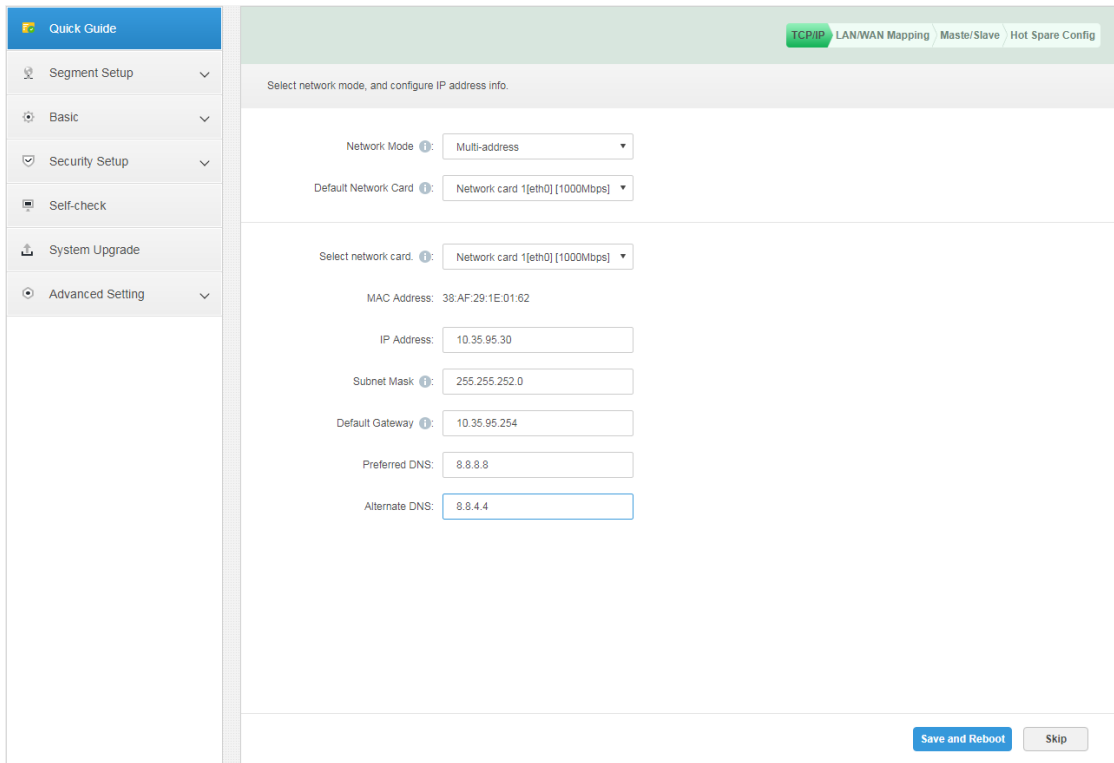 Quick Guide
Segment Setup
Basic
Security Setup
Self-check
System Upgrade
Advanced Setting
TCP/IP LAN/WAN Mapping Maste/Slave Hot Spare Config
Select network mode, and configure IP address info.
Network Mode i: Multi-address
Default Network Card i: Network card 1[eth0] [1000Mbps]
Select network card. i: Network card 1[eth0] [1000Mbps]
MAC Address: 38:AF:29:1E:01:62
IP Address: 10.35.95.30
Subnet Mask i: 255.255.252.0
Default Gateway i: 10.35.95.254
Preferred DNS: 8.8.8.8
Alternate DNS: 8.8.4.4
Save and Reboot Skip